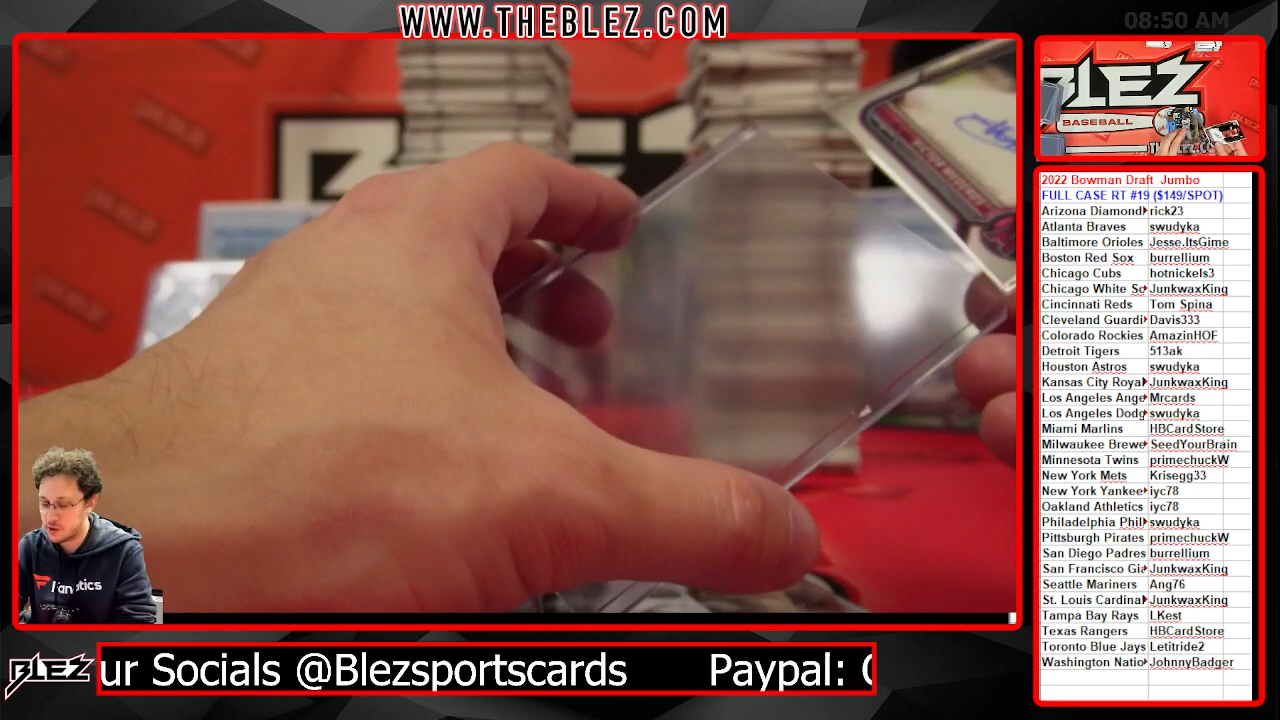 WWW.THEBLEZ.COM
08:50 AM
BLEZ
BASEBALL
2022 Bowman Draft Jumbo
FULL CASE RT #19 ($149/SPOT)
Arizona Diamond rick23
Atlanta Braves swudyka
Baltimore Orioles Jesse.ItsGime
Boston Red Sox burrellium
Chicago Cubs hotnickels3
Chicago White So JunkwaxKing
Cincinnati Reds Tom Spina
Cleveland Guardi Davis333
Colorado Rockies AmazinHOF
Detroit Tigers 513ak
Houston Astros swudyka
Kansas City Roya JunkwaxKing
Los Angeles Ange Mrcards
Los Angeles Dodg swudyka
Miami Marlins HBCardStore
Milwaukee Brewe SeedYourBrain
Minnesota Twins primechuckW
New York Mets Krisegg33
New York Yankee iyc78
Oakland Athletics iyc78
Philadelphia Phil swudyka
Pittsburgh Pirates primechuckW
San Diego Padres burrellium
San Francisco Gia JunkwaxKing
Seattle Mariners Ang76
St. Louis Cardina JunkwaxKing
Tampa Bay Rays LKest
Texas Rangers HBCardStore
Toronto Blue Jays Letitride2
Washington Natio JohnnyBadger
Fanatics
BLEZ
ur Socials @Blezsportscards Paypal: